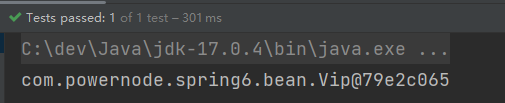 Tests passed: 1 of 1 test – 301 ms
C:\dev\Java\jdk-17.0.4\bin\java.exe ...
com.powernode.spring6.bean.Vip@79e2c065